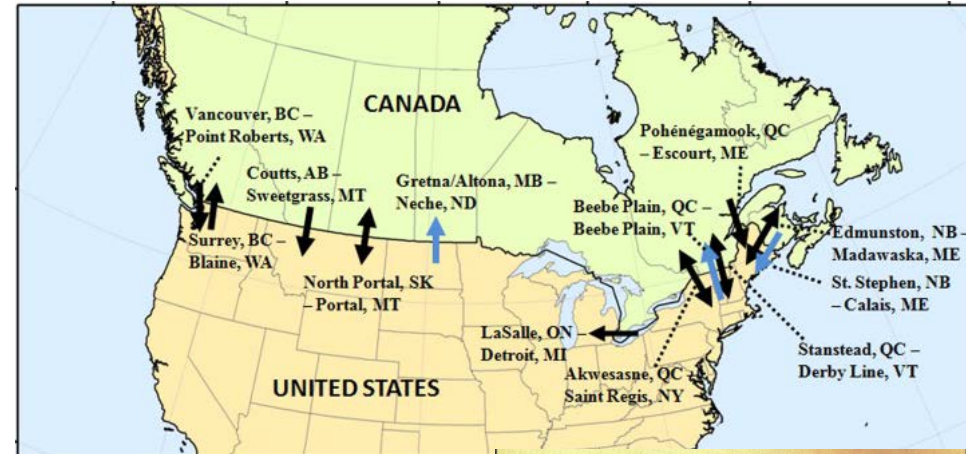 CANADA
Vancouver, BC –
Point Roberts, WA
Coutts, AB –
Sweetgrass, MT
Gretna/Altona, MB –
Neche, ND
Pohénégamook, QC
– Escourt, ME
Beebe Plain, QC –
Beebe Plain, VT
Surrey, BC –
Blaine, WA
North Portal, SK
– Portal, MT
Edmunston, NB –
Madawaska, ME
St. Stephen, NB
– Calais, ME
LaSalle, ON –
Detroit, MI
Stanstead, QC –
Derby Line, VT
Akwesasne, QC –
Saint Regis, NY
UNITED STATES